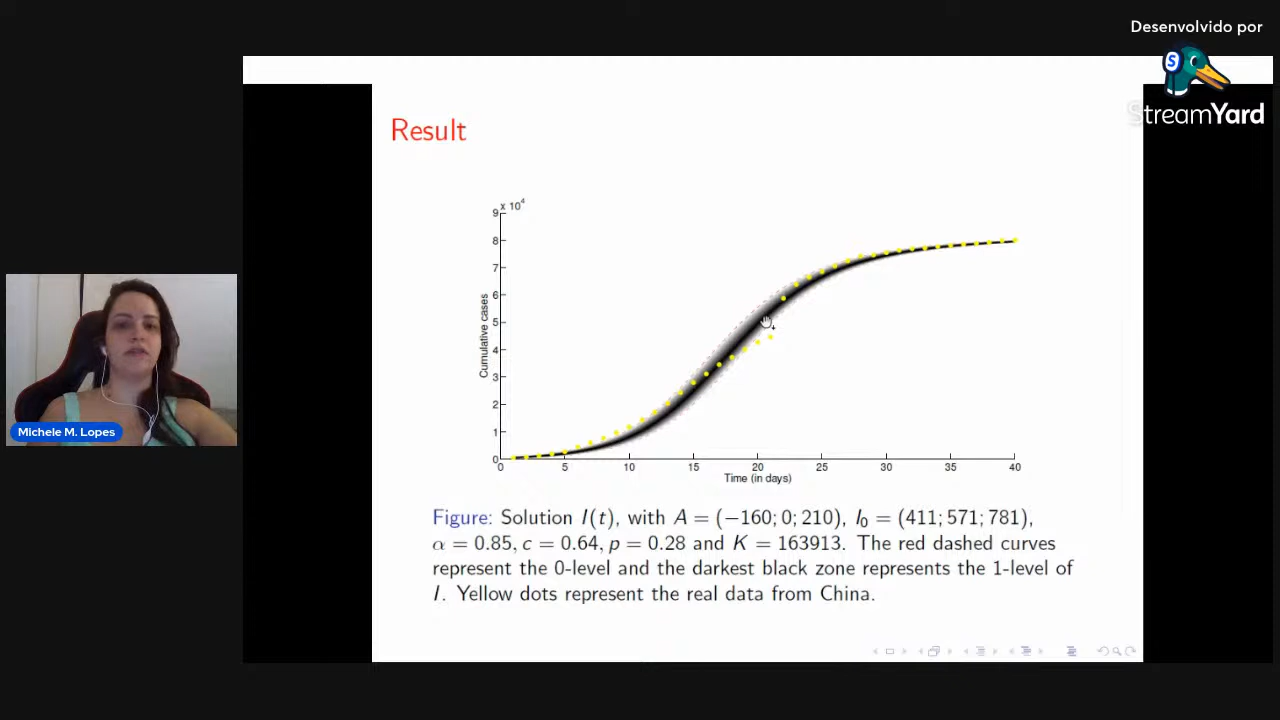 Desenvolvido por
S
StreamYard
Result
x 10^4
9
8
7
6
5
4
3
2
1
0
Cumulative cases
0 5 10 15 20 25 30 35 40
Time (in days)
Figure: Solution I(t), with A = (−160; 0; 210), I₀ = (411; 571; 781),
α = 0.85, c = 0.64, p = 0.28 and K = 163913. The red dashed curves
represent the 0-level and the darkest black zone represents the 1-level of
I. Yellow dots represent the real data from China.
Michele M. Lopes